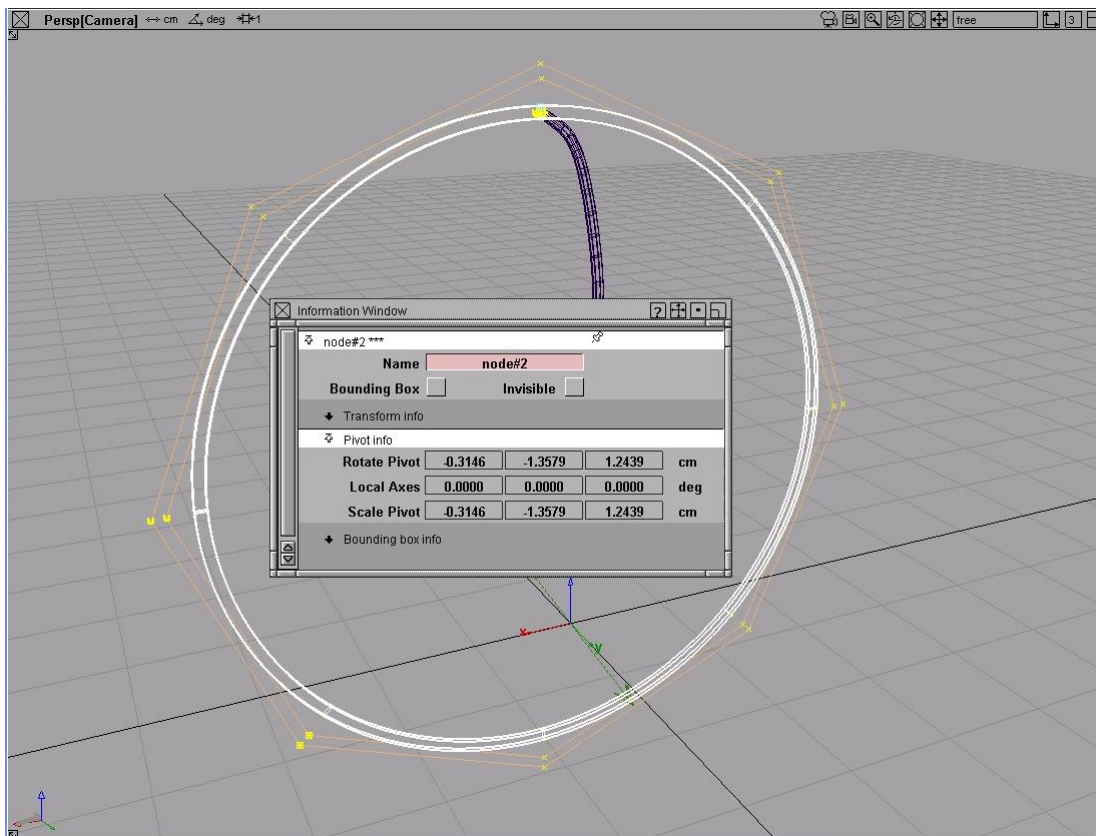 Persp[Camera] cm deg 1 free 3
Information Window ?
node#2 ***
Name node#2
Bounding Box Invisible
Transform info
Pivot info
Rotate Pivot -0.3146 -1.3579 1.2439 cm
Local Axes 0.0000 0.0000 0.0000 deg
Scale Pivot -0.3146 -1.3579 1.2439 cm
Bounding box info
x
y